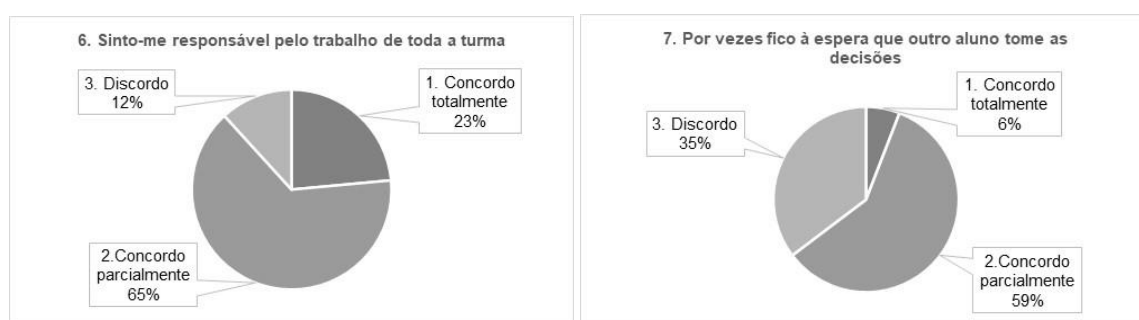 6. Sinto-me responsável pelo trabalho de toda a turma
3. Discordo
12%
1. Concordo
totalmente
23%
2.Concordo
parcialmente
65%
7. Por vezes fico à espera que outro aluno tome as
decisões
1. Concordo
totalmente
6%
3. Discordo
35%
2.Concordo
parcialmente
59%